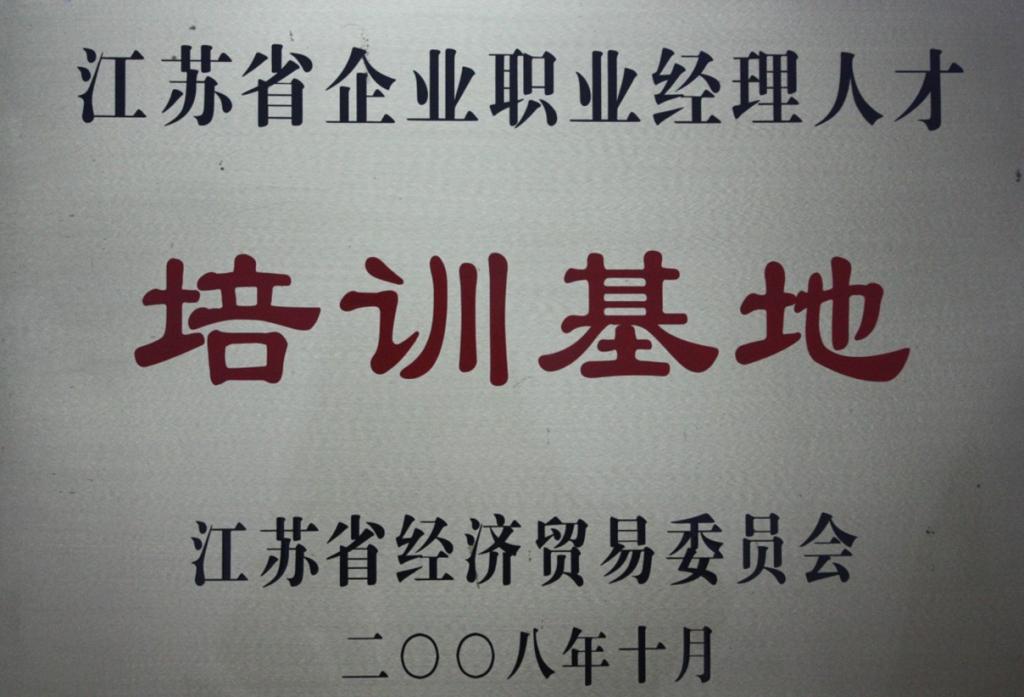 江苏省企业职业经理人才
培训基地
江苏省经济贸易委员会
二〇〇八年十月